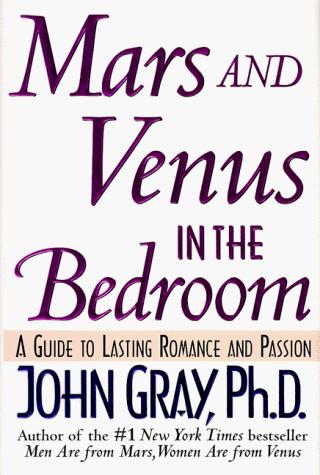 Mars AND
Venus
IN THE
Bedroom
A GUIDE TO LASTING ROMANCE AND PASSION
JOHN GRAY, PH.D.
Author of the #1 New York Times bestseller
Men Are from Mars, Women Are from Venus